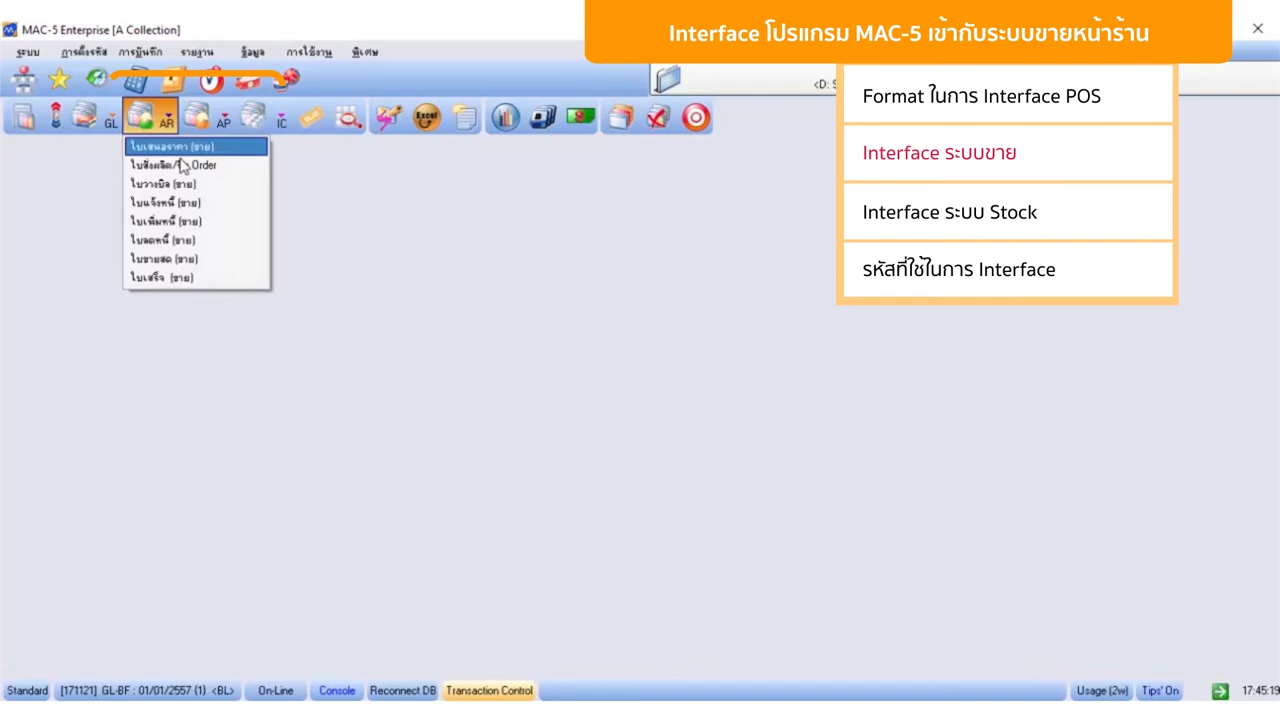 MAC-5 Enterprise [A Collection]
Interface โปรแกรม MAC-5 เข้ากับระบบขายหน้าร้าน
ระบบ การตั้งรหัส การบันทึก รายงาน ข้อมูล การใช้งาน พิเศษ
<D: 
Format ในการ Interface POS
GL AR AP IC Excel
Interface ระบบขาย
ใบเสนอราคา (ขาย)
ใบสั่งผลิต/ Order
ใบวางบิล (ขาย)
ใบแจ้งหนี้ (ขาย)
ใบเพิ่มหนี้ (ขาย)
ใบลดหนี้ (ขาย)
ใบขายสด (ขาย)
ใบเสร็จ (ขาย)
Interface ระบบ Stock
รหัสที่ใช้ในการ Interface
Standard [171121] GL-BF : 01/01/2557 (1) <BL> On-Line Console Reconnect DB Transaction Control Usage (2w) Tips' On 17:45:19